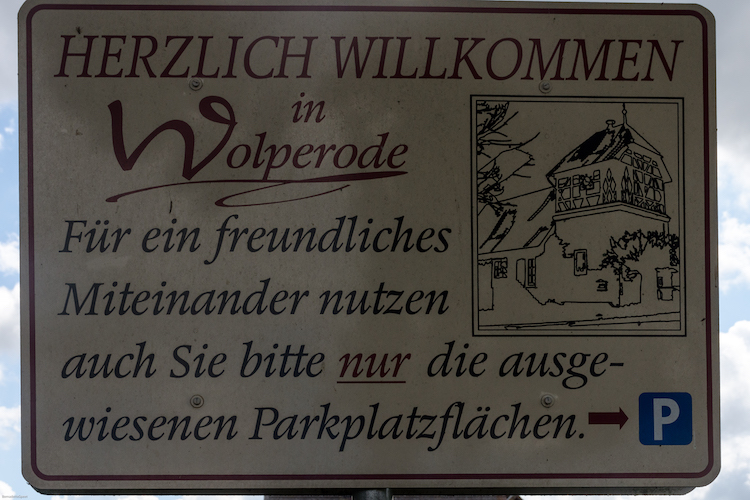 HERZLICH WILLKOMMEN
in
Wolperode
Für ein freundliches
Miteinander nutzen
auch Sie bitte nur die ausge-
wiesenen Parkplatzflächen.
P